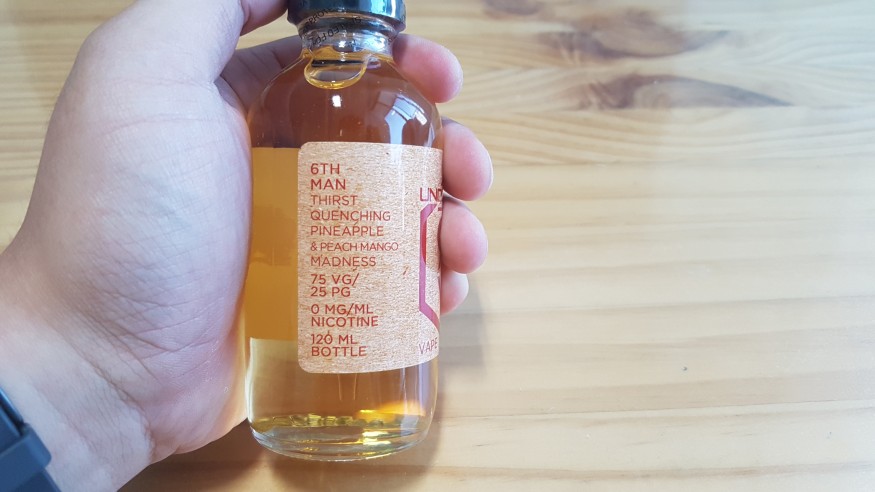 6TH
MAN
THIRST
QUENCHING
PINEAPPLE
& PEACH MANGO
MADNESS
75 VG/
25 PG
0 MG/ML
NICOTINE
120 ML
BOTTLE
VAPE